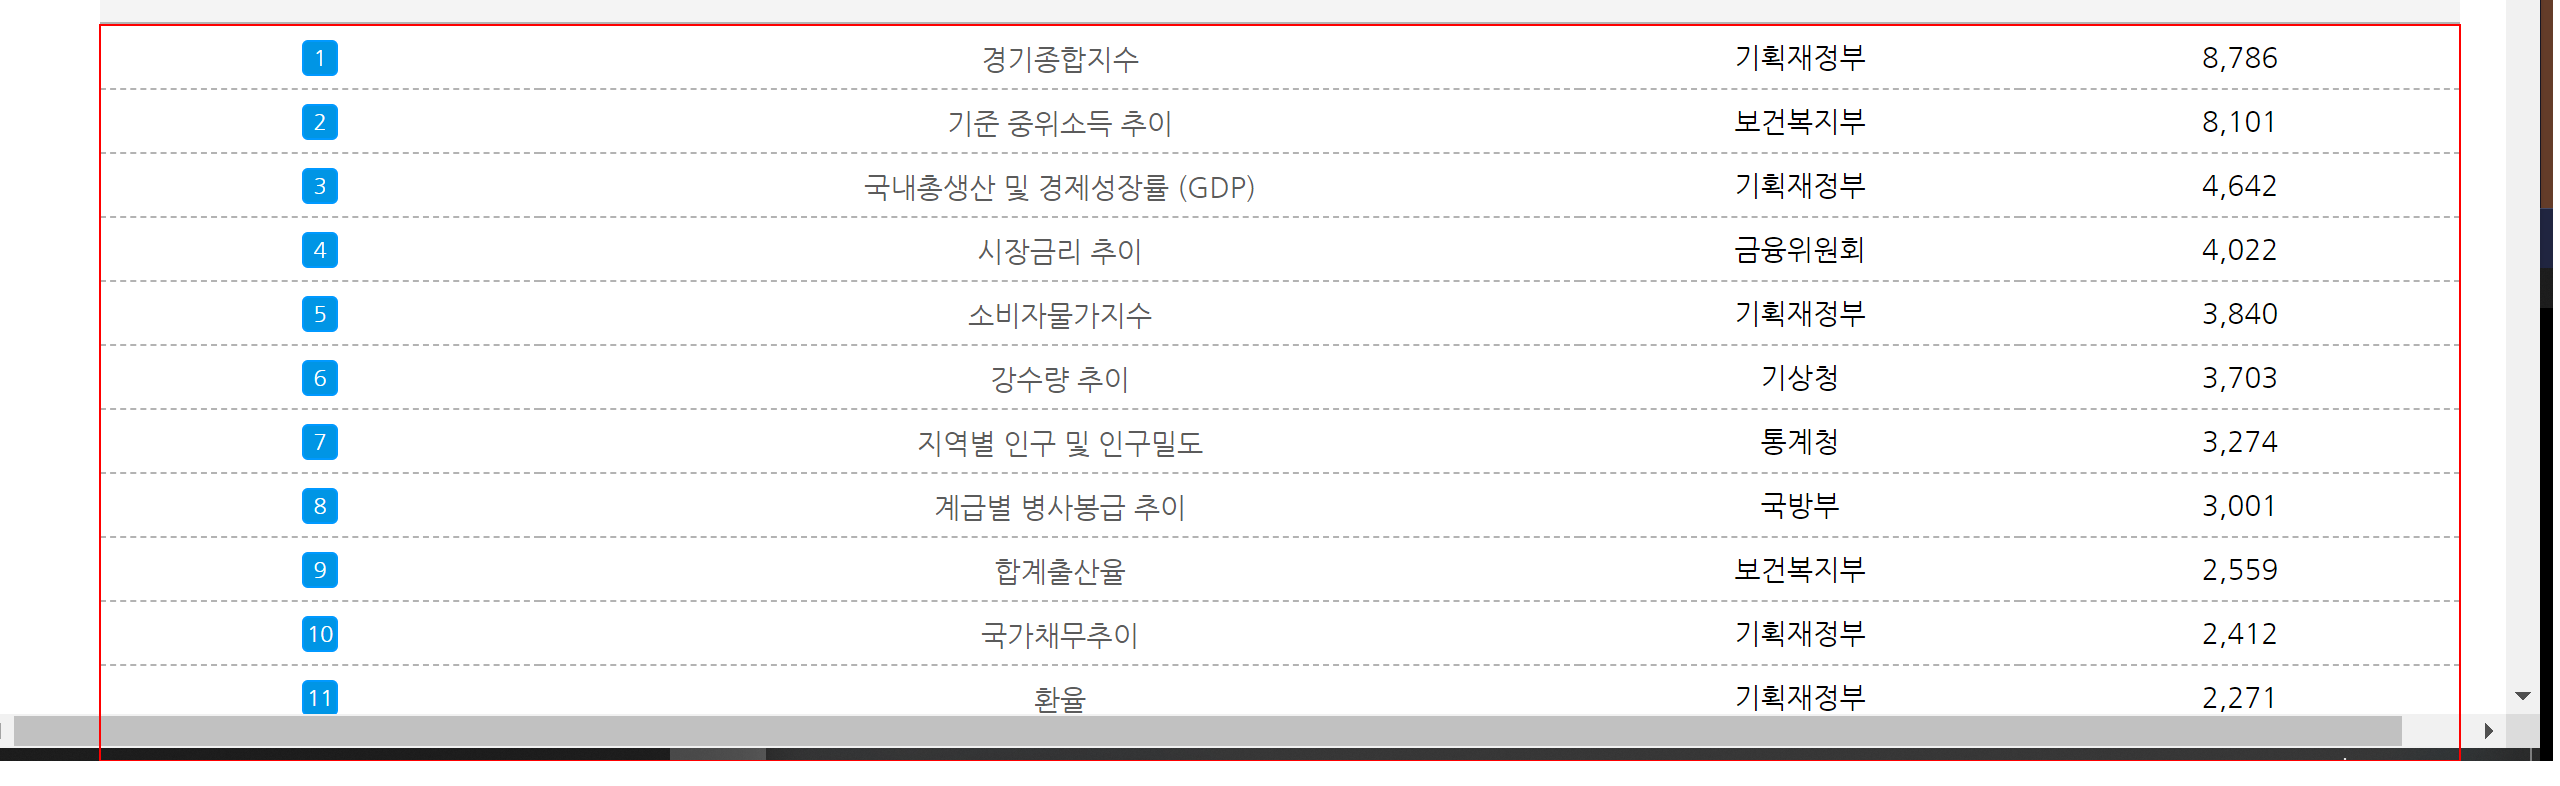 1 경기종합지수 기획재정부 8,786
2 기준 중위소득 추이 보건복지부 8,101
3 국내총생산 및 경제성장률 (GDP) 기획재정부 4,642
4 시장금리 추이 금융위원회 4,022
5 소비자물가지수 기획재정부 3,840
6 강수량 추이 기상청 3,703
7 지역별 인구 및 인구밀도 통계청 3,274
8 계급별 병사봉급 추이 국방부 3,001
9 합계출산율 보건복지부 2,559
10 국가채무추이 기획재정부 2,412
11 환율 기획재정부 2,271